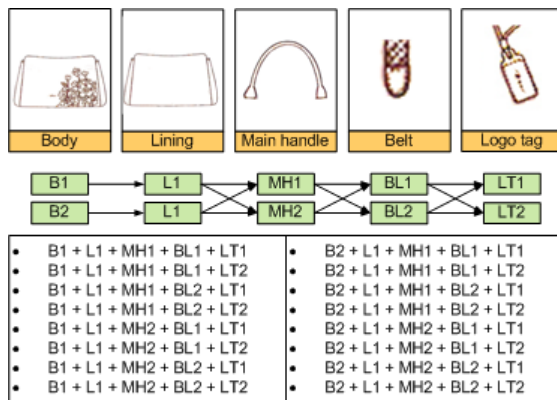 Body Lining Main handle Belt Logo tag
B1 L1 MH1 BL1 LT1
B2 L1 MH2 BL2 LT2
• B1 + L1 + MH1 + BL1 + LT1
• B1 + L1 + MH1 + BL1 + LT2
• B1 + L1 + MH1 + BL2 + LT1
• B1 + L1 + MH1 + BL2 + LT2
• B1 + L1 + MH2 + BL1 + LT1
• B1 + L1 + MH2 + BL1 + LT2
• B1 + L1 + MH2 + BL2 + LT1
• B1 + L1 + MH2 + BL2 + LT2
• B2 + L1 + MH1 + BL1 + LT1
• B2 + L1 + MH1 + BL1 + LT2
• B2 + L1 + MH1 + BL2 + LT1
• B2 + L1 + MH1 + BL2 + LT2
• B2 + L1 + MH2 + BL1 + LT1
• B2 + L1 + MH2 + BL1 + LT2
• B2 + L1 + MH2 + BL2 + LT1
• B2 + L1 + MH2 + BL2 + LT2